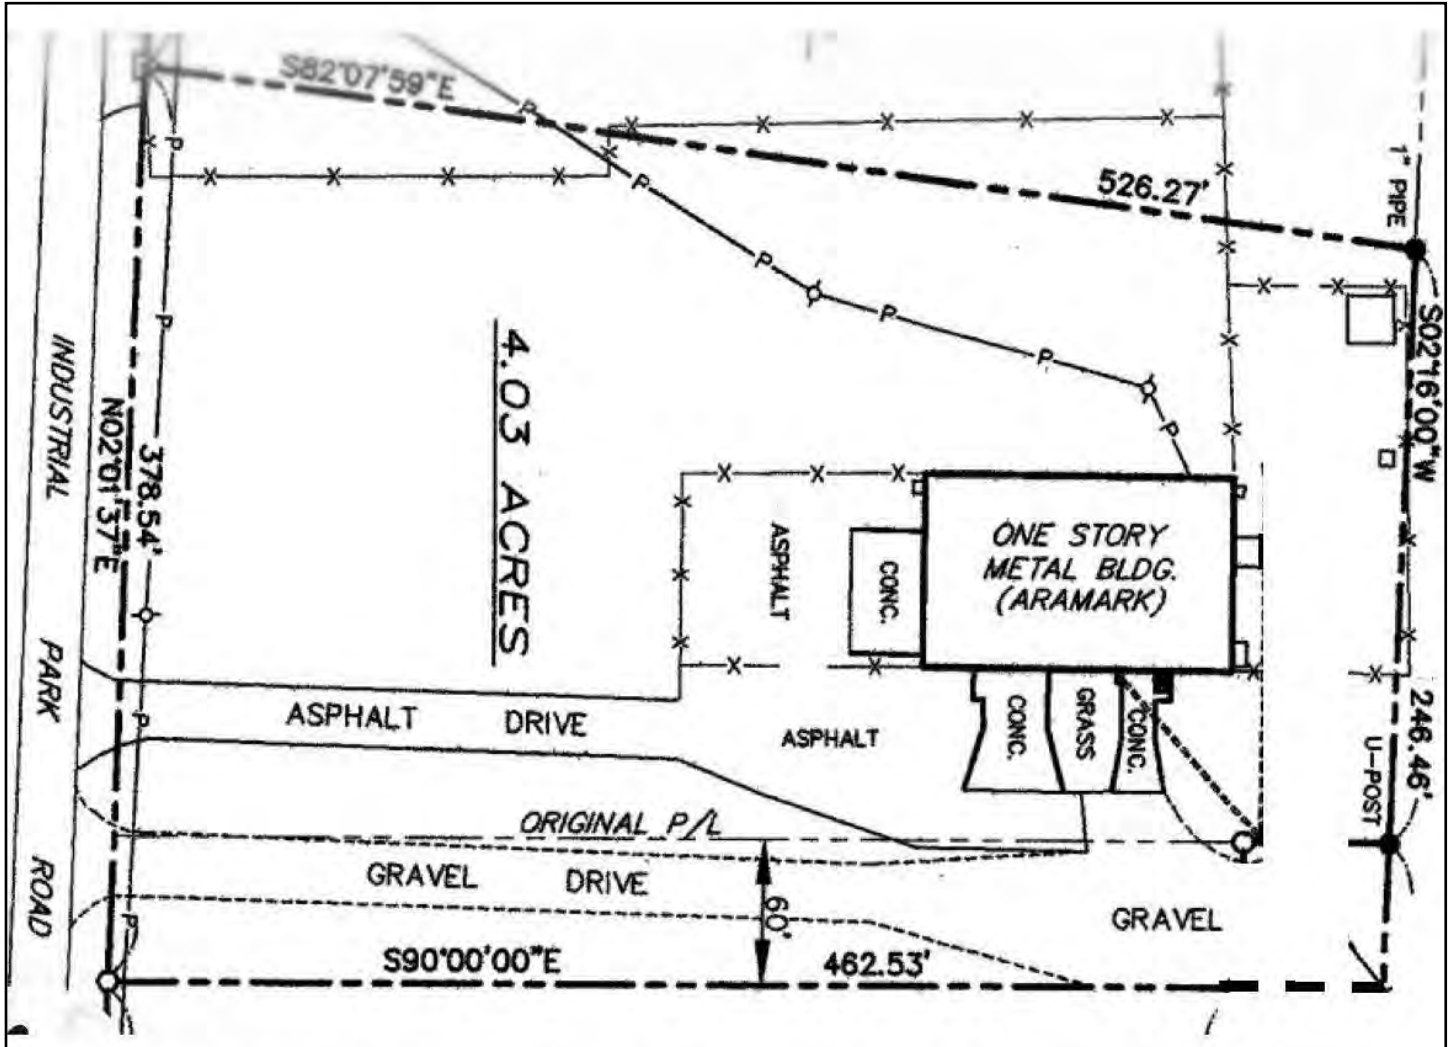 S82°07'59"E
526.27'
1" PIPE
S02°16'00"W
246.46'
U-POST
4.03 ACRES
INDUSTRIAL PARK ROAD
N02°01'37"E
378.54'
ONE STORY
METAL BLDG.
(ARAMARK)
ASPHALT
CONC.
CONC.
GRASS
CONC.
ASPHALT DRIVE
ASPHALT
ORIGINAL P/L
GRAVEL DRIVE
60'
GRAVEL
S90°00'00"E
462.53'
P
P
P
P
P
P
P
P
P
P